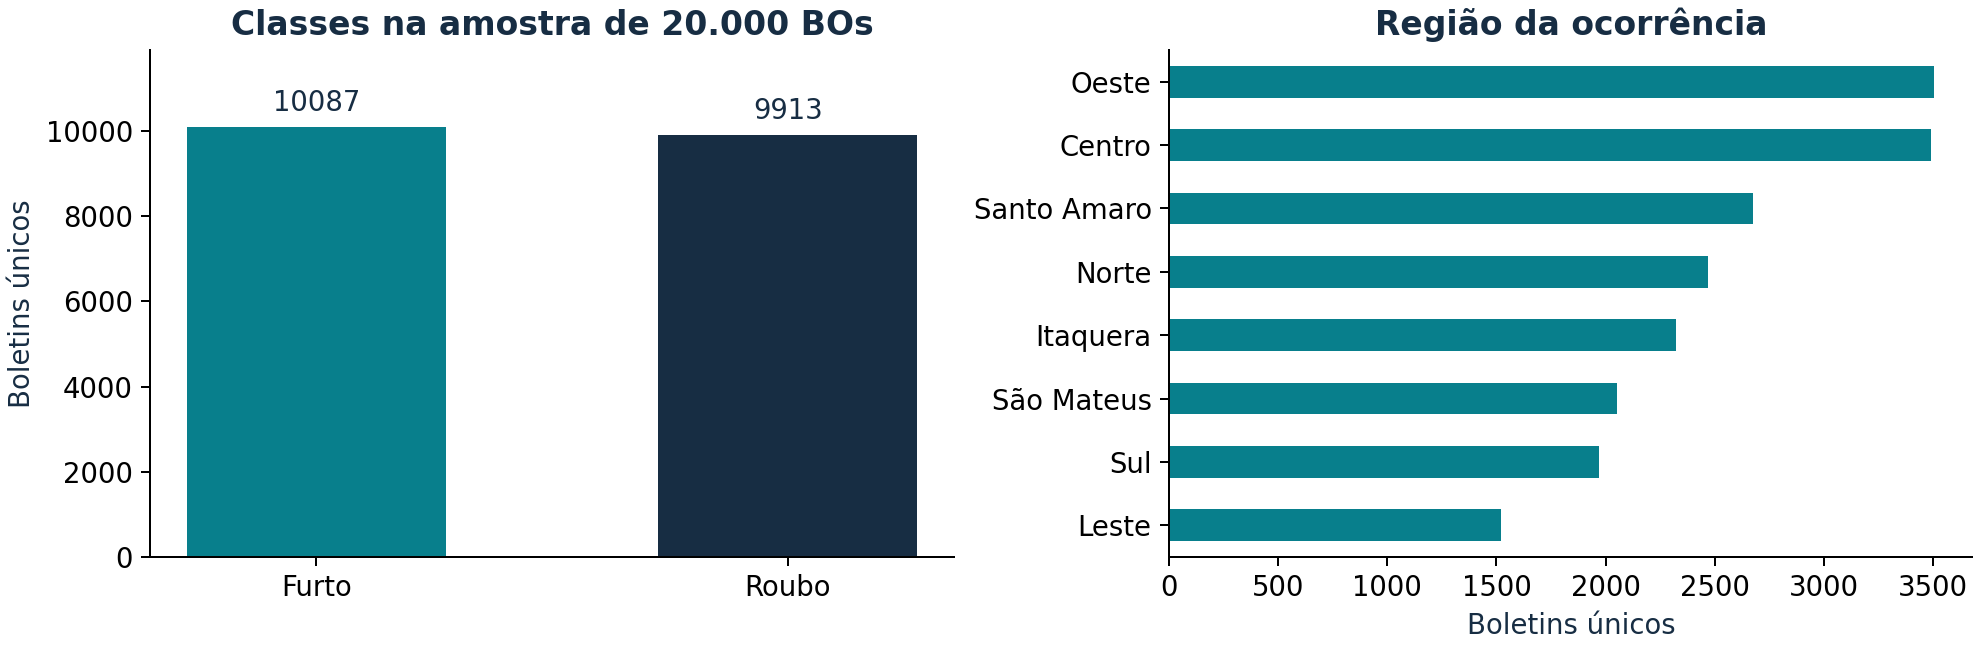 Classes na amostra de 20.000 BOs
10087
9913
10000
8000
6000
4000
2000
0
Boletins únicos
Furto
Roubo
Região da ocorrência
Oeste
Centro
Santo Amaro
Norte
Itaquera
São Mateus
Sul
Leste
0 500 1000 1500 2000 2500 3000 3500
Boletins únicos